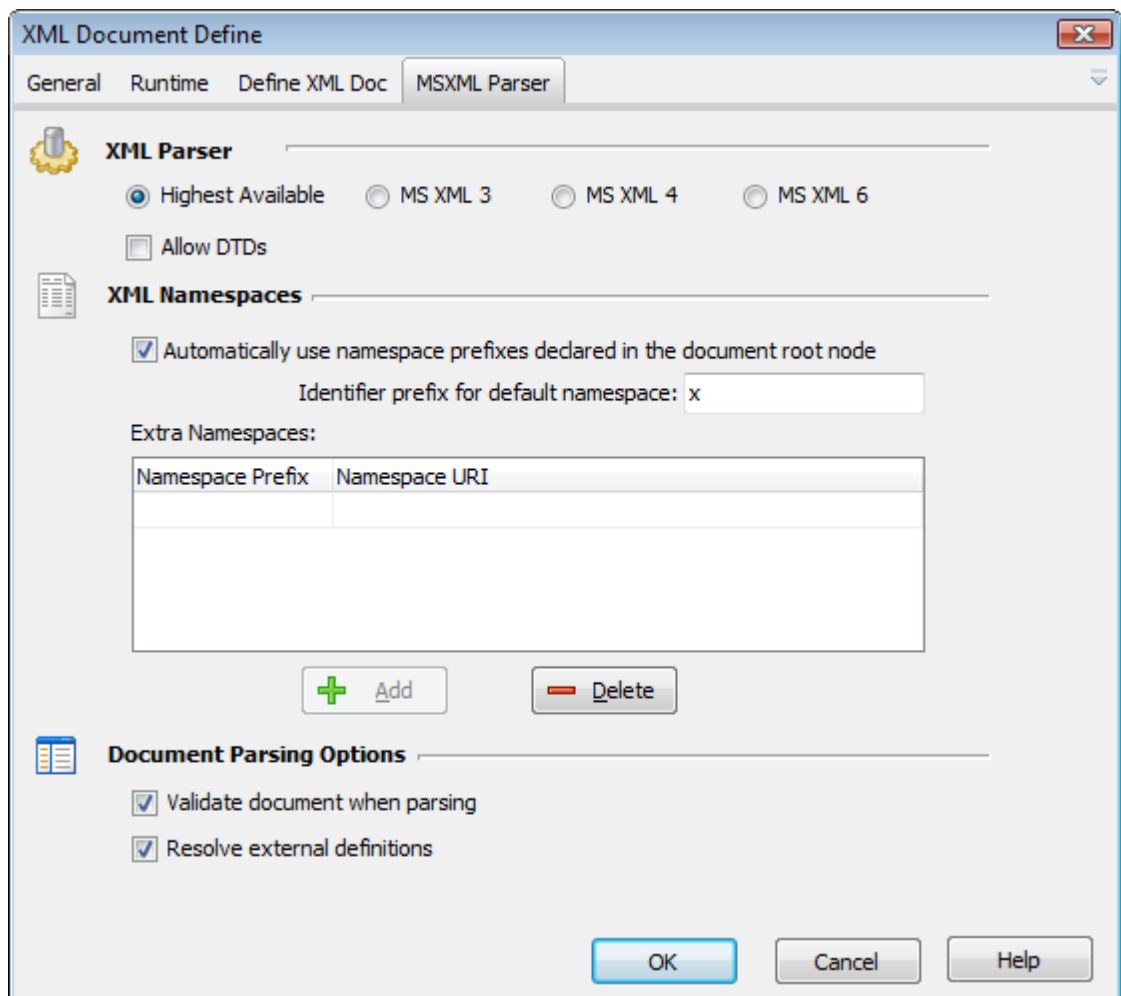 XML Document Define
General Runtime Define XML Doc MSXML Parser
XML Parser
Highest Available MS XML 3 MS XML 4 MS XML 6
Allow DTDs
XML Namespaces
Automatically use namespace prefixes declared in the document root node
Identifier prefix for default namespace: x
Extra Namespaces:
Namespace Prefix Namespace URI
Add Delete
Document Parsing Options
Validate document when parsing
Resolve external definitions
OK Cancel Help